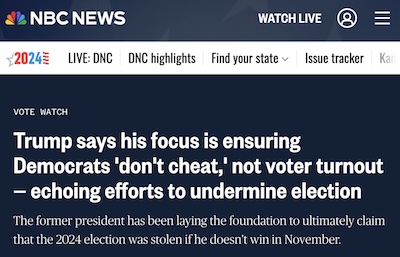 NBC NEWS WATCH LIVE
2024 LIVE: DNC DNC highlights Find your state Issue tracker Kan
VOTE WATCH
Trump says his focus is ensuring
Democrats 'don't cheat,' not voter turnout
— echoing efforts to undermine election
The former president has been laying the foundation to ultimately claim
that the 2024 election was stolen if he doesn't win in November.